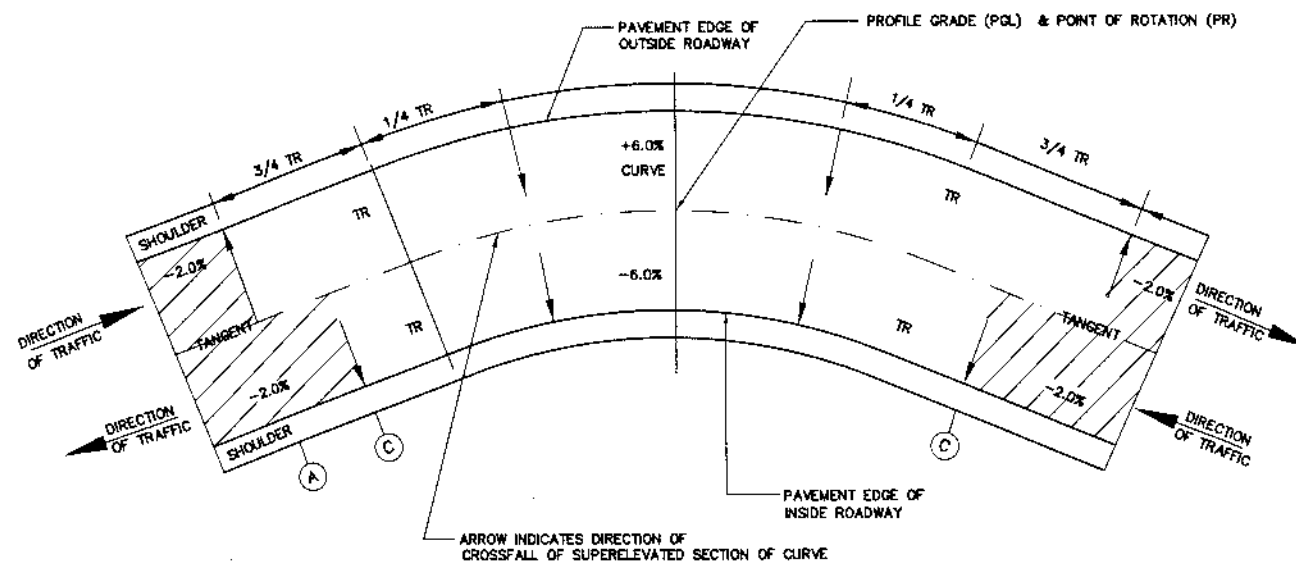 PAVEMENT EDGE OF
OUTSIDE ROADWAY
PROFILE GRADE (PGL) & POINT OF ROTATION (PR)
1/4 TR
1/4 TR
3/4 TR
3/4 TR
+6.0%
CURVE
TR
TR
SHOULDER
-2.0%
-6.0%
-2.0%
DIRECTION
OF TRAFFIC
DIRECTION
OF TRAFFIC
TANGENT
TR
TR
TANGENT
-2.0%
-2.0%
DIRECTION
OF TRAFFIC
DIRECTION
OF TRAFFIC
SHOULDER
A
C
C
PAVEMENT EDGE OF
INSIDE ROADWAY
ARROW INDICATES DIRECTION OF
CROSSFALL OF SUPERELEVATED SECTION OF CURVE